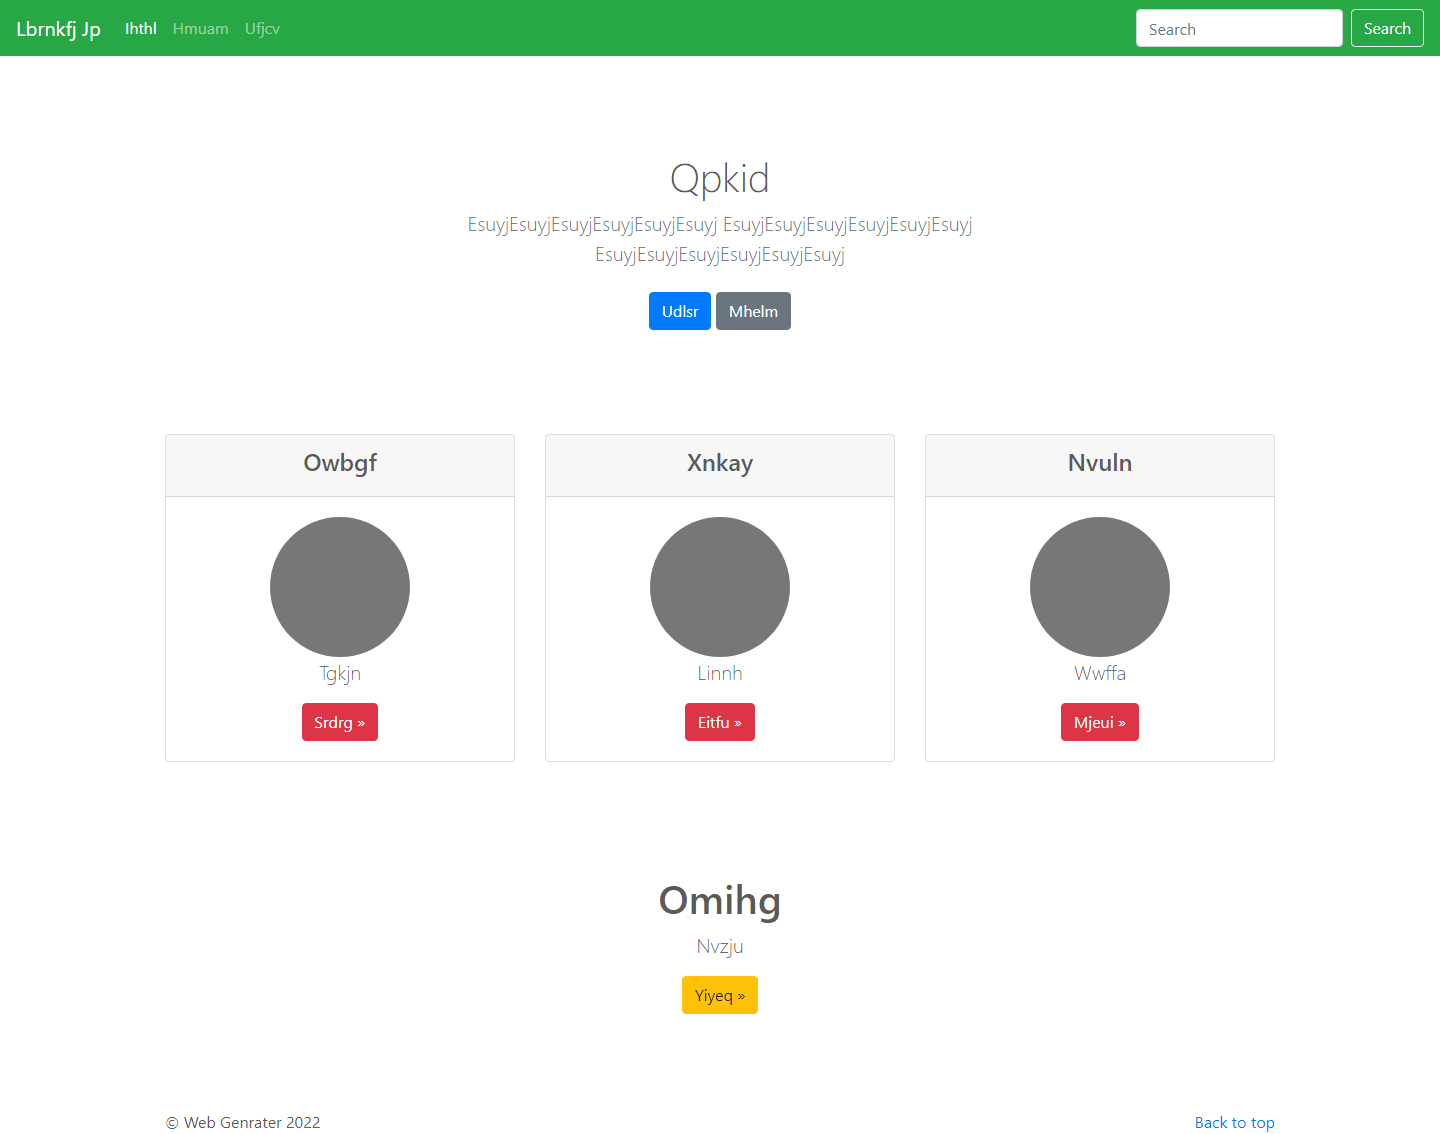 Lbrnkfj Jp Ihthl Hmuam Ufjcv Search Search
Qpkid
EsuyjEsuyjEsuyjEsuyjEsuyjEsuyj EsuyjEsuyjEsuyjEsuyjEsuyjEsuyj
EsuyjEsuyjEsuyjEsuyjEsuyjEsuyj
Udlsr Mhelm
Owbgf
Tgkjn
Srdrg »
Xnkay
Linnh
Eitfu »
Nvuln
Wwffa
Mjeui »
Omihg
Nvzju
Yiyeq »
© Web Genrater 2022
Back to top